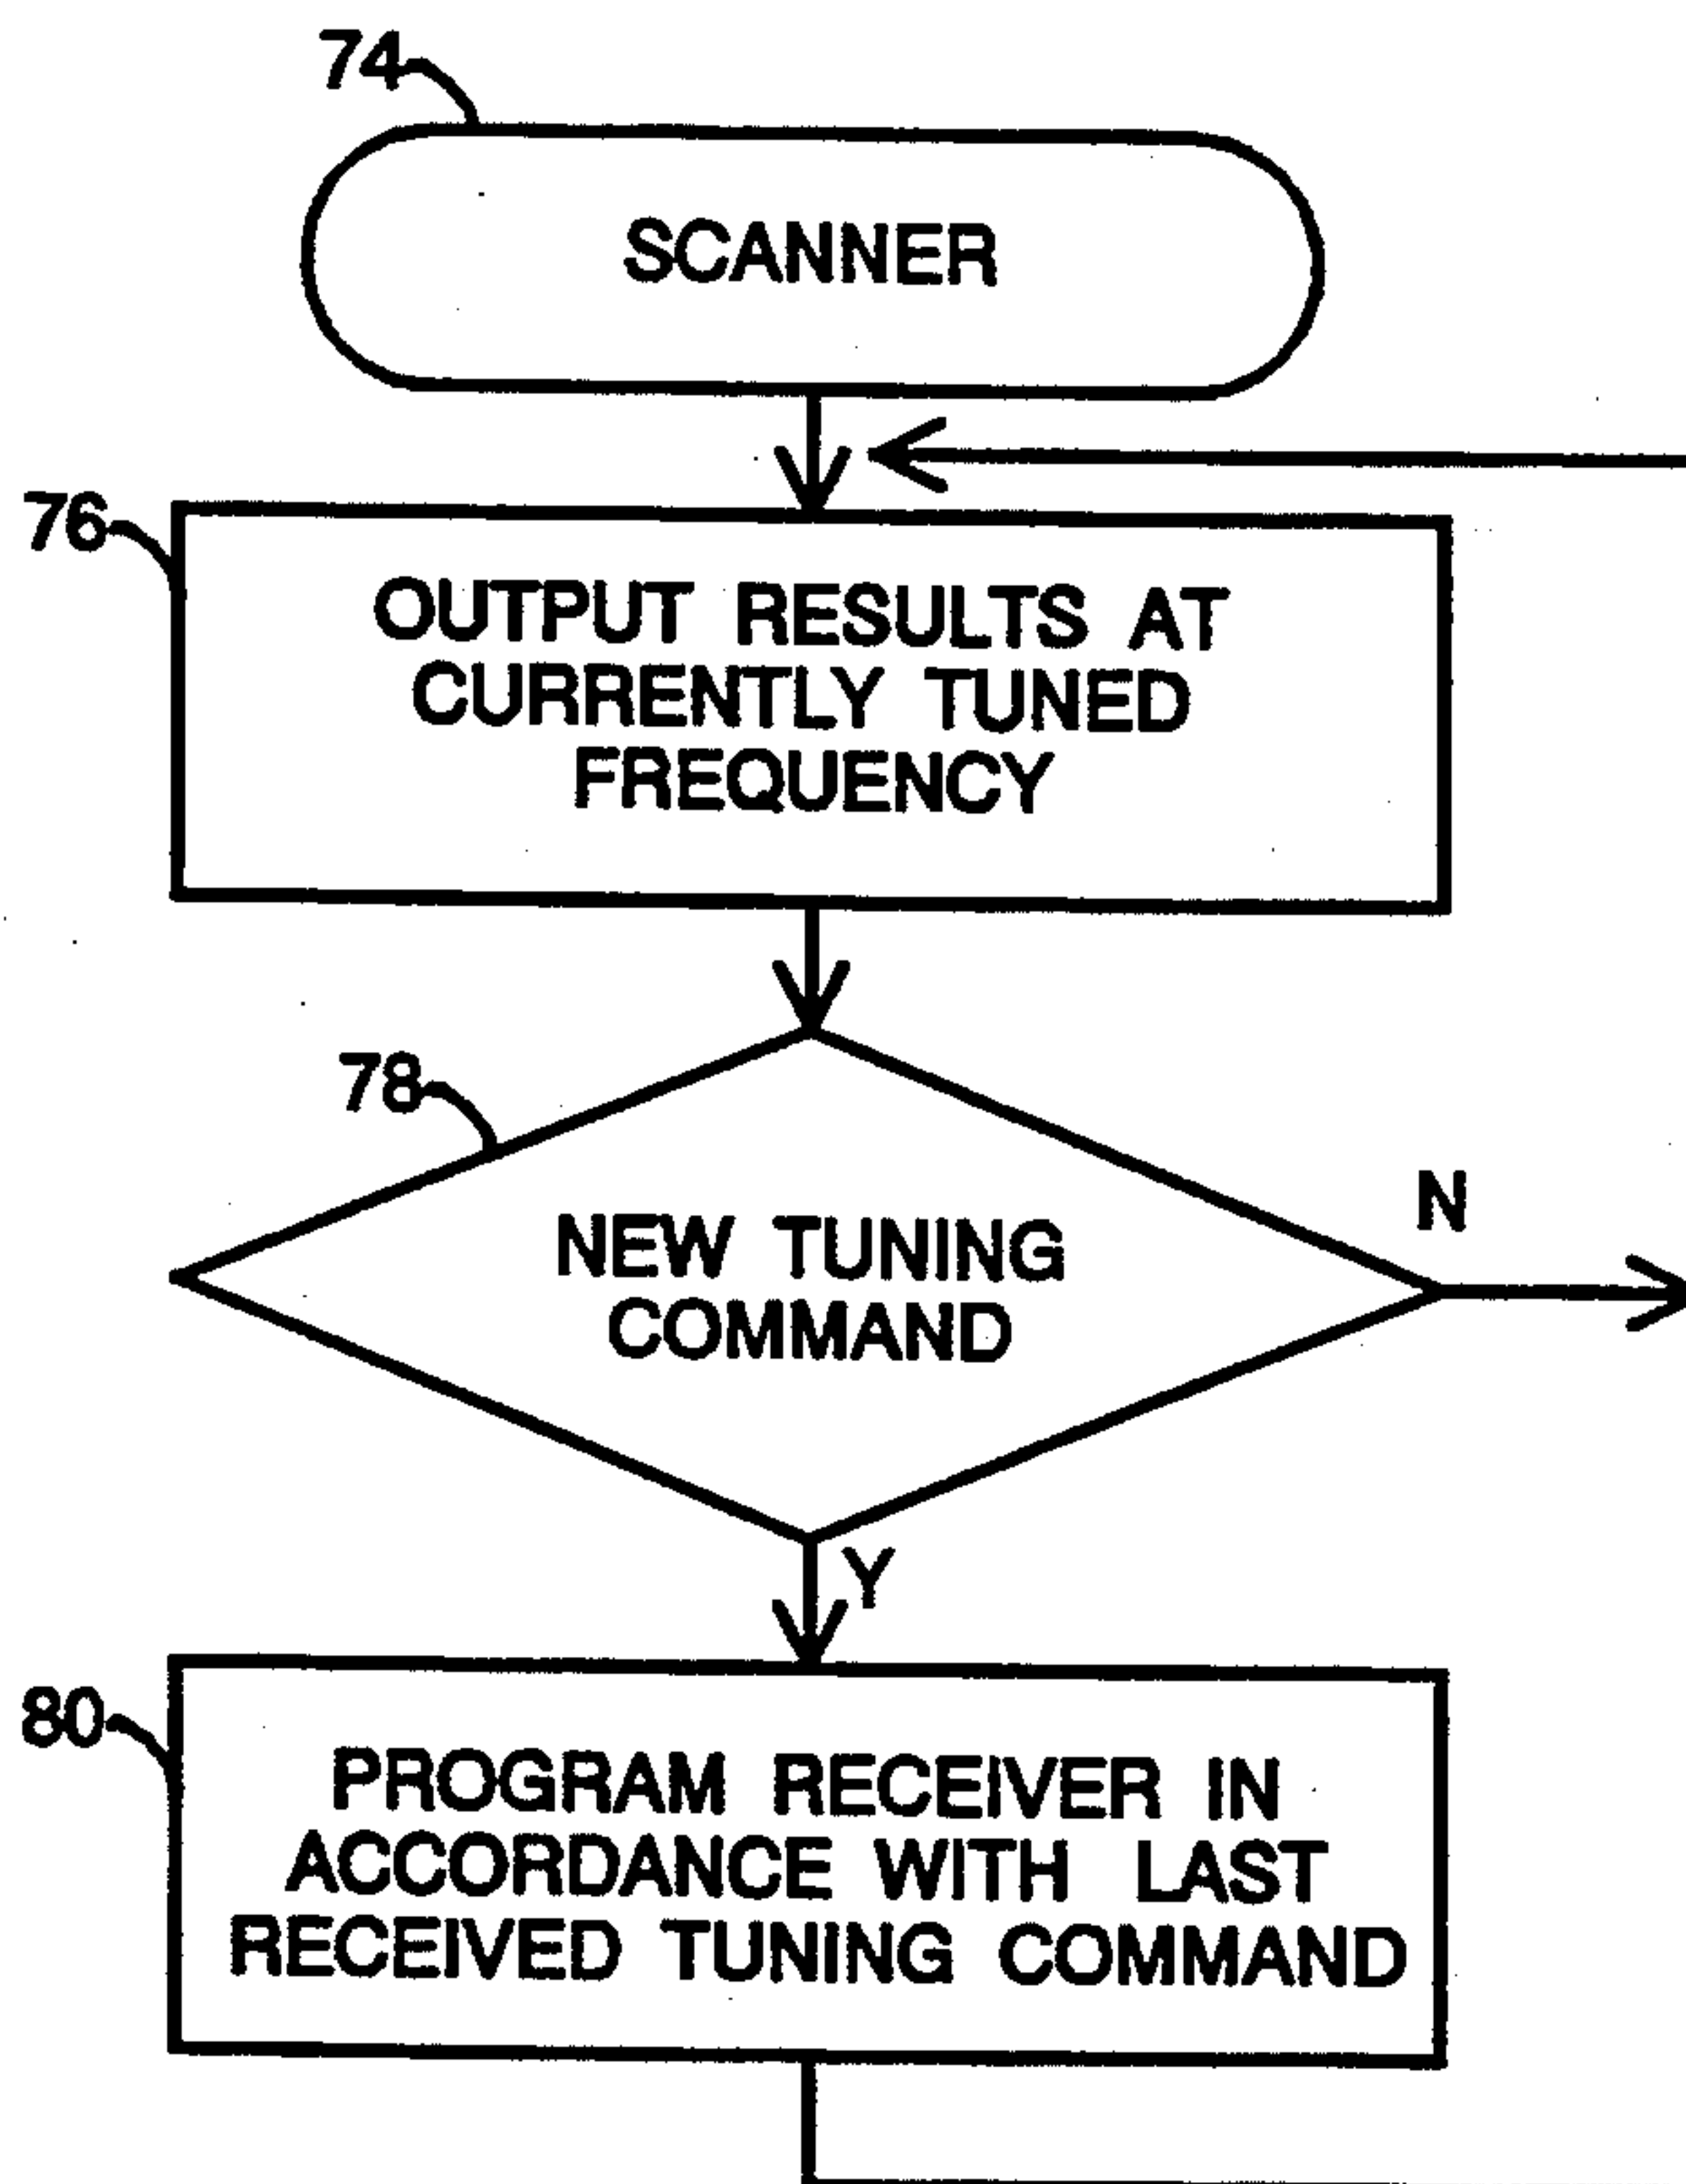 74
SCANNER
76
OUTPUT RESULTS AT
CURRENTLY TUNED
FREQUENCY
78
NEW TUNING
COMMAND
N
Y
80
PROGRAM RECEIVER IN
ACCORDANCE WITH LAST
RECEIVED TUNING COMMAND